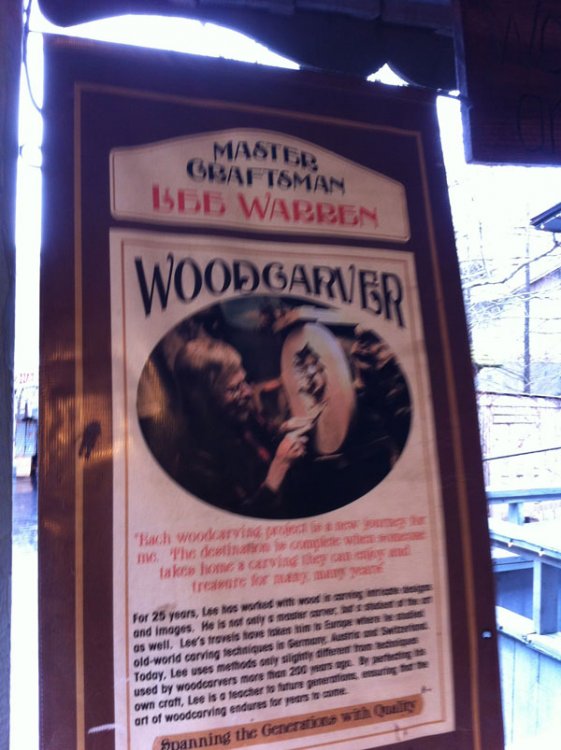 MASTER
CRAFTSMAN
LEE WARREN
WOODCARVER
"Each woodcarving project is a new journey for
me. The destination is complete when someone
takes home a carving they can enjoy and
treasure for many, many years"
For 25 years, Lee has worked with wood in carving intricate designs
and images. He is not only a master carver, but a student of the art
as well. Lee's travels have taken him to Europe where he studied
old-world carving techniques in Germany, Austria and Switzerland.
Today, Lee uses methods only slightly different from techniques
used by woodcarvers more than 200 years ago. By perfecting his
own craft, Lee is a teacher to future generations, ensuring that the
art of woodcarving endures for years to come.
Spanning the Generations with Quality